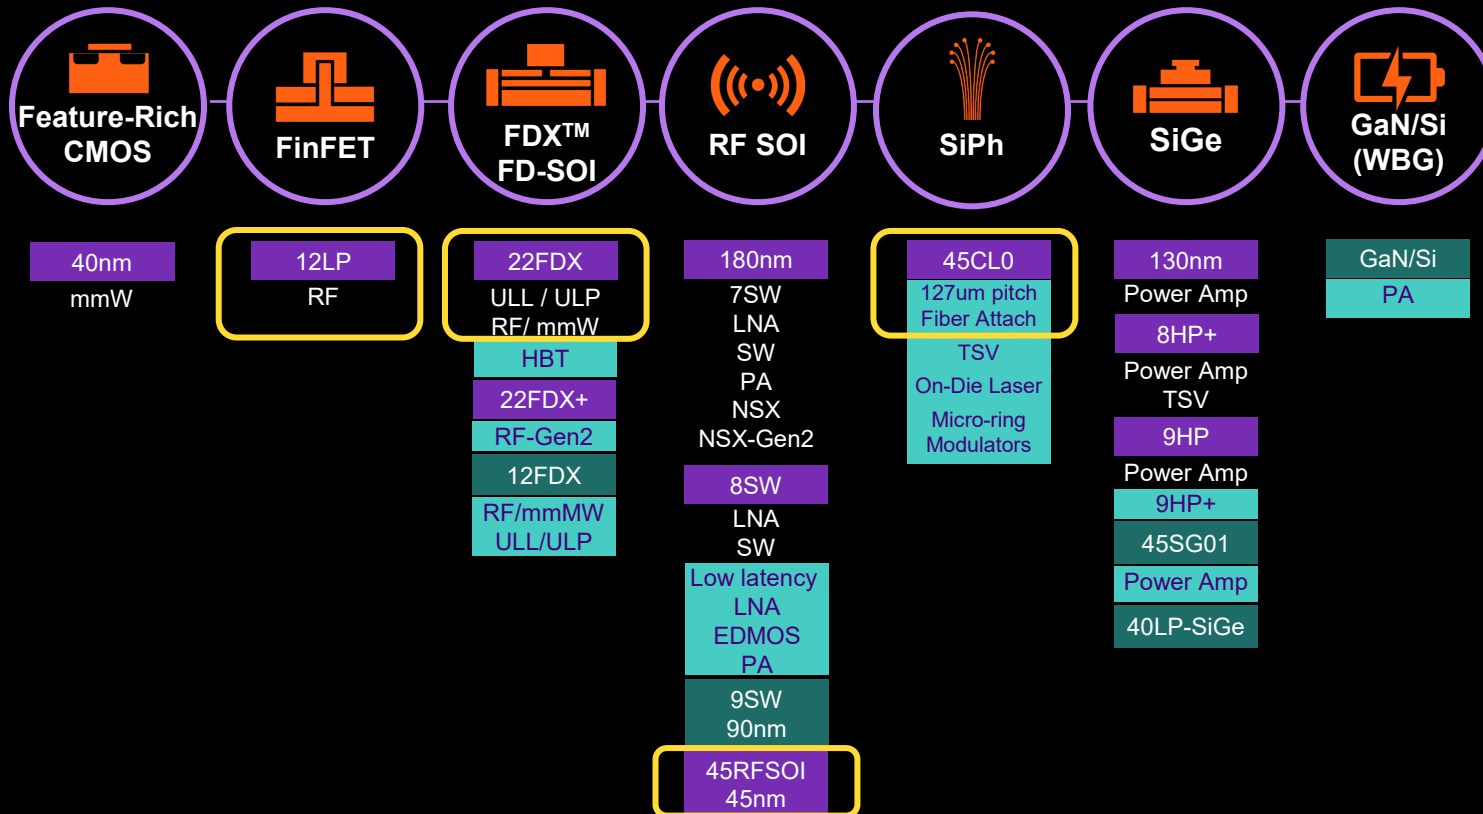 Feature-Rich
CMOS
FinFET
FDX™
FD-SOI
RF SOI
SiPh
SiGe
GaN/Si
(WBG)
40nm
mmW
12LP
RF
22FDX
ULL / ULP
RF/ mmW
HBT
22FDX+
RF-Gen2
12FDX
RF/mmMW
ULL/ULP
180nm
7SW
LNA
SW
PA
NSX
NSX-Gen2
8SW
LNA
SW
Low latency
LNA
EDMOS
PA
9SW
90nm
45RFSOI
45nm
45CL0
127um pitch
Fiber Attach
TSV
On-Die Laser
Micro-ring
Modulators
130nm
Power Amp
8HP+
Power Amp
TSV
9HP
Power Amp
9HP+
45SG01
Power Amp
40LP-SiGe
GaN/Si
PA